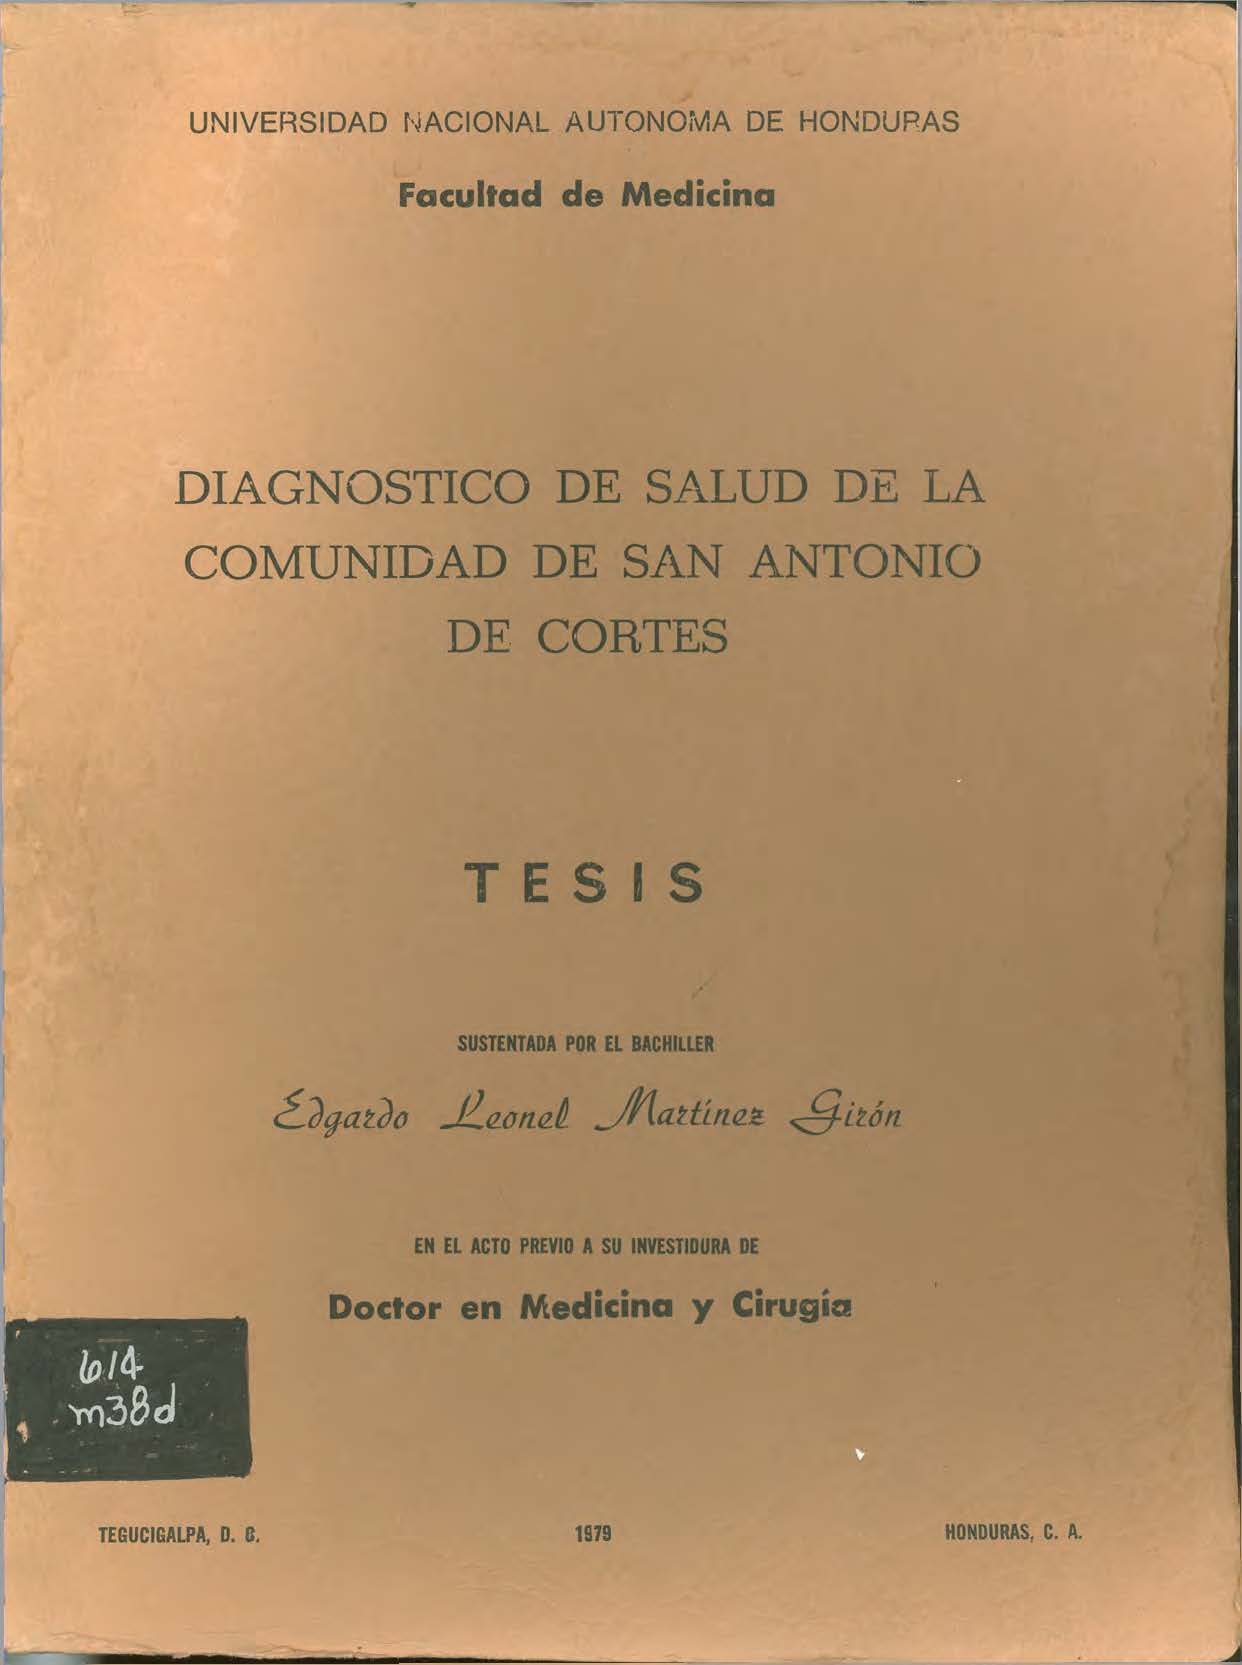 UNIVERSIDAD NACIONAL AUTONOMA DE HONDURAS
Facultad de Medicina
DIAGNOSTICO DE SALUD DE LA
COMUNIDAD DE SAN ANTONIO
DE CORTES
TESIS
SUSTENTADA POR EL BACHILLER
Edgardo Leonel Martínez Girón
EN EL ACTO PREVIO A SU INVESTIDURA DE
Doctor en Medicina y Cirugía
614
m38d
TEGUCIGALPA, D. C. 1979 HONDURAS, C. A.